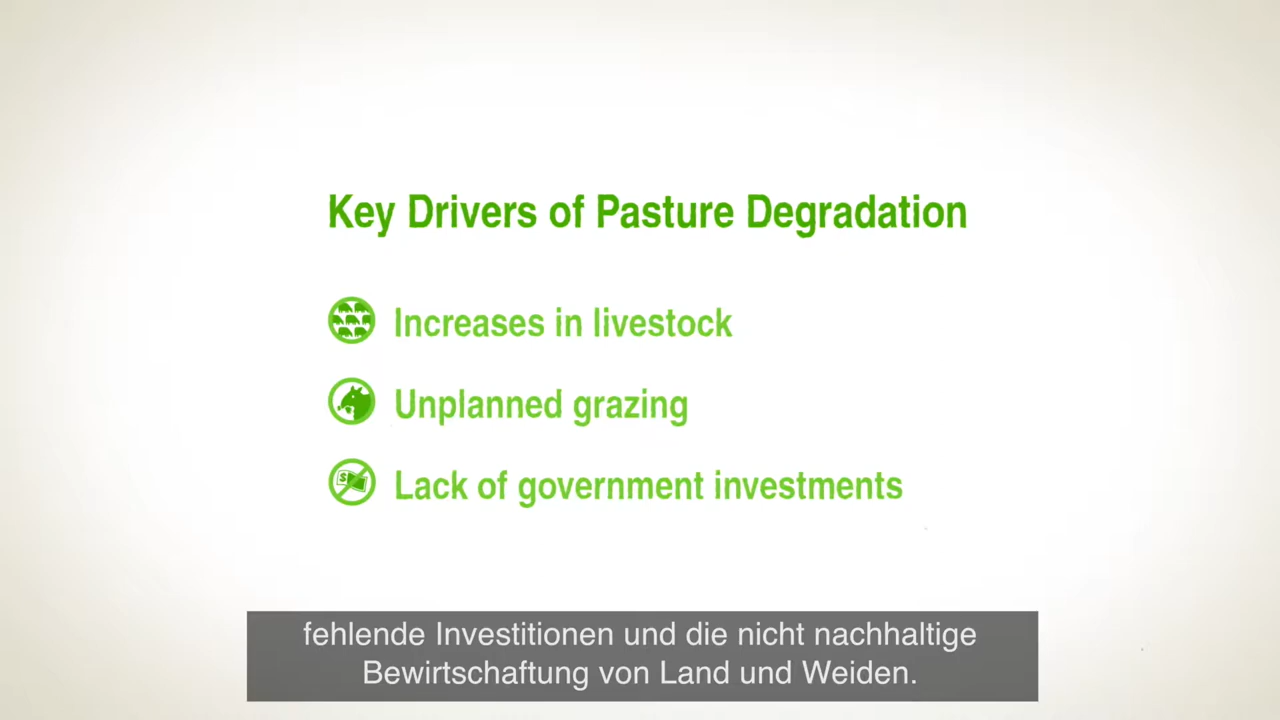 Key Drivers of Pasture Degradation
Increases in livestock
Unplanned grazing
$
Lack of government investments
fehlende Investitionen und die nicht nachhaltige
Bewirtschaftung von Land und Weiden.